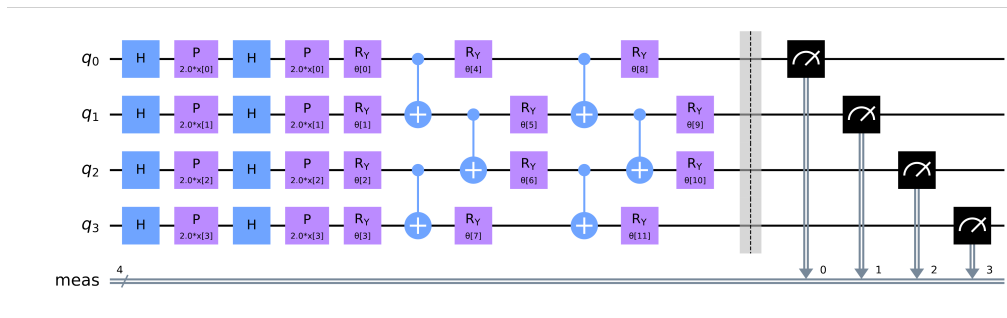 q0 H P 2.0*x[0] H P 2.0*x[0] RY θ[0] RY θ[4] RY θ[8]
q1 H P 2.0*x[1] H P 2.0*x[1] RY θ[1] RY θ[5] RY θ[9]
q2 H P 2.0*x[2] H P 2.0*x[2] RY θ[2] RY θ[6] RY θ[10]
q3 H P 2.0*x[3] H P 2.0*x[3] RY θ[3] RY θ[7] RY θ[11]
meas 4 0 1 2 3